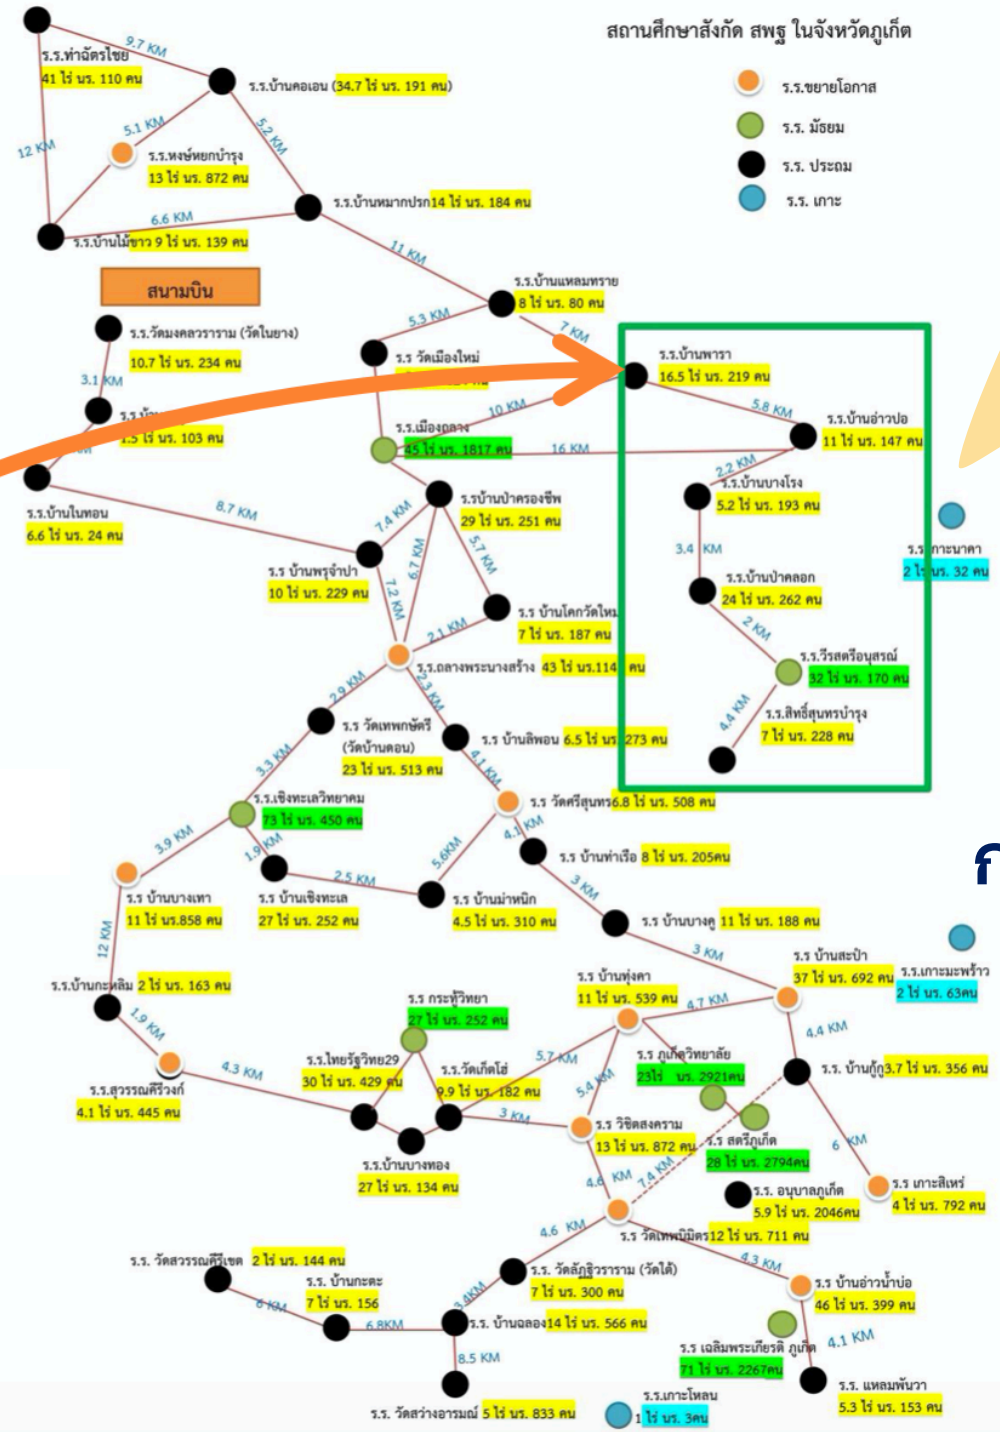 สถานศึกษาสังกัด สพฐ ในจังหวัดภูเก็ต
ร.ร.ขยายโอกาส
ร.ร. มัธยม
ร.ร. ประถม
ร.ร. เกาะ
9.7 KM
ร.ร.ท่าฉัตรไชย
41 ไร่ นร. 110 คน
ร.ร.บ้านคอเอน (34.7 ไร่ นร. 191 คน)
5.1 KM
5.2 KM
12 KM
ร.ร.หงษ์หยกบำรุง
13 ไร่ นร. 872 คน
ร.ร.บ้านหมากปรก14 ไร่ นร. 184 คน
6.6 KM
ร.ร.บ้านไม้ขาว 9 ไร่ นร. 139 คน
11 KM
สนามบิน
ร.ร.บ้านแหลมทราย
8 ไร่ นร. 80 คน
5.3 KM
7 KM
ร.ร.วัดมงคลวราราม (วัดในยาง)
10.7 ไร่ นร. 234 คน
ร.ร วัดเมืองใหม่
ร.ร.บ้านพารา
16.5 ไร่ นร. 219 คน
3.1 KM
10 KM
5.8 KM
1.5 ไร่ นร. 103 คน
ร.ร.เมืองถลาง
45 ไร่ นร. 1817 คน
16 KM
ร.ร.บ้านอ่าวปอ
11 ไร่ นร. 147 คน
2.2 KM
ร.ร.บ้านบางโรง
5.2 ไร่ นร. 193 คน
ร.ร.บ้านในทอน
6.6 ไร่ นร. 24 คน
8.7 KM
7.4 KM
ร.รบ้านป่าครองชีพ
29 ไร่ นร. 251 คน
3.4 KM
ร.ร.เกาะนาคา
2 ไร่ นร. 32 คน
6.7 KM
5.7 KM
ร.ร บ้านพรุจำปา
10 ไร่ นร. 229 คน
7.2 KM
ร.ร.บ้านป่าคลอก
24 ไร่ นร. 262 คน
ร.ร บ้านโคกวัดใหม่
7 ไร่ นร. 187 คน
2.1 KM
2 KM
ร.ร.ถลางพระนางสร้าง 43 ไร่ นร.114 คน
ร.ร.วีรสตรีอนุสรณ์
32 ไร่ นร. 170 คน
2.9 KM
2.3 KM
4.4 KM
ร.ร.สิทธิ์สุนทรบำรุง
7 ไร่ นร. 228 คน
ร.ร วัดเทพกษัตรี
(วัดบ้านดอน)
23 ไร่ นร. 513 คน
ร.ร บ้านลิพอน 6.5 ไร่ นร. 273 คน
3.3 KM
4.1 KM
ร.ร.เชิงทะเลวิทยาคม
73 ไร่ นร. 450 คน
ร.ร วัดศรีสุนทร6.8 ไร่ นร. 508 คน
3.9 KM
1.9 KM
5.6KM
4.1 KM
ร.ร บ้านท่าเรือ 8 ไร่ นร. 205คน
2.5 KM
3 KM
ร.ร บ้านบางเทา
11 ไร่ นร.858 คน
ร.ร บ้านเชิงทะเล
27 ไร่ นร. 252 คน
ร.ร บ้านม่าหนิก
4.5 ไร่ นร. 310 คน
ร.ร บ้านบางคู 11 ไร่ นร. 188 คน
12 KM
3 KM
ร.ร บ้านสะปำ
37 ไร่ นร. 692 คน
ร.ร.เกาะมะพร้าว
2 ไร่ นร. 63คน
ร.ร.บ้านกะหลิม 2 ไร่ นร. 163 คน
ร.ร บ้านทุ่งคา
11 ไร่ นร. 539 คน
4.7 KM
1.9 KM
ร.ร กระทู้วิทยา
27 ไร่ นร. 252 คน
4.4 KM
4.3 KM
ร.ร.ไทยรัฐวิทย29
30 ไร่ นร. 429 คน
ร.ร.วัดเก็ตโฮ่
9.9 ไร่ นร. 182 คน
5.7 KM
5.4 KM
ร.ร ภูเก็ตวิทยาลัย
23ไร่ นร. 2921คน
ร.ร. บ้านกู้กู3.7 ไร่ นร. 356 คน
ร.ร.สุวรรณคีรีวงก์
4.1 ไร่ นร. 445 คน
3 KM
ร.ร วิชิตสงคราม
13 ไร่ นร. 872 คน
ร.ร สตรีภูเก็ต
28 ไร่ นร. 2794คน
6 KM
ร.ร.บ้านบางทอง
27 ไร่ นร. 134 คน
4.6 KM
7.4 KM
ร.ร. อนุบาลภูเก็ต
5.9 ไร่ นร. 2046คน
ร.ร เกาะสิเหร่
4 ไร่ นร. 792 คน
4.6 KM
ร.ร วัดเทพนิมิตร12 ไร่ นร. 711 คน
4.3 KM
ร.ร. วัดสวรรณคีรีเขต 2 ไร่ นร. 144 คน
ร.ร. บ้านกะตะ
7 ไร่ นร. 156
ร.ร. วัดลัฏฐิวราราม (วัดใต้)
7 ไร่ นร. 300 คน
ร.ร บ้านอ่าวน้ำบ่อ
46 ไร่ นร. 399 คน
6 KM
6.8KM
3.4KM
ร.ร. บ้านฉลอง14 ไร่ นร. 566 คน
ร.ร เฉลิมพระเกียรติ ภูเก็ต
71 ไร่ นร. 2267คน
4.1 KM
8.5 KM
ร.ร. วัดสว่างอารมณ์ 5 ไร่ นร. 833 คน
ร.ร.เกาะโหลน
1 ไร่ นร. 3คน
ร.ร. แหลมพันวา
5.3 ไร่ นร. 153 คน